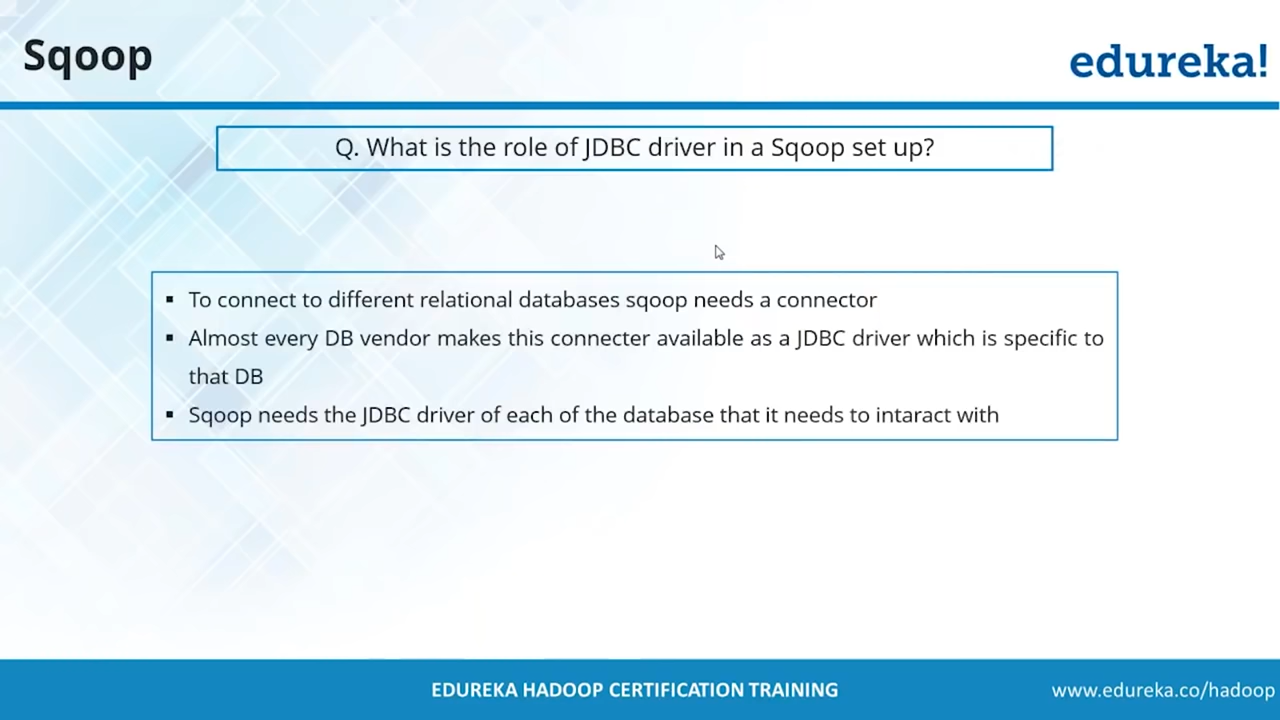 Sqoop
edureka!
Q. What is the role of JDBC driver in a Sqoop set up?
▪ To connect to different relational databases sqoop needs a connector
▪ Almost every DB vendor makes this connecter available as a JDBC driver which is specific to
that DB
▪ Sqoop needs the JDBC driver of each of the database that it needs to intaract with
EDUREKA HADOOP CERTIFICATION TRAINING
www.edureka.co/hadoop